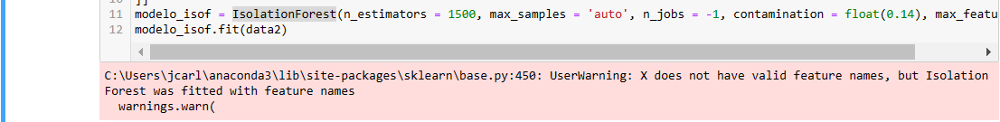 11 modelo_isof = IsolationForest(n_estimators = 1500, max_samples = 'auto', n_jobs = -1, contamination = float(0.14), max_featu
12 modelo_isof.fit(data2)
C:\Users\jcarl\anaconda3\lib\site-packages\sklearn\base.py:450: UserWarning: X does not have valid feature names, but Isolation
Forest was fitted with feature names
warnings.warn(